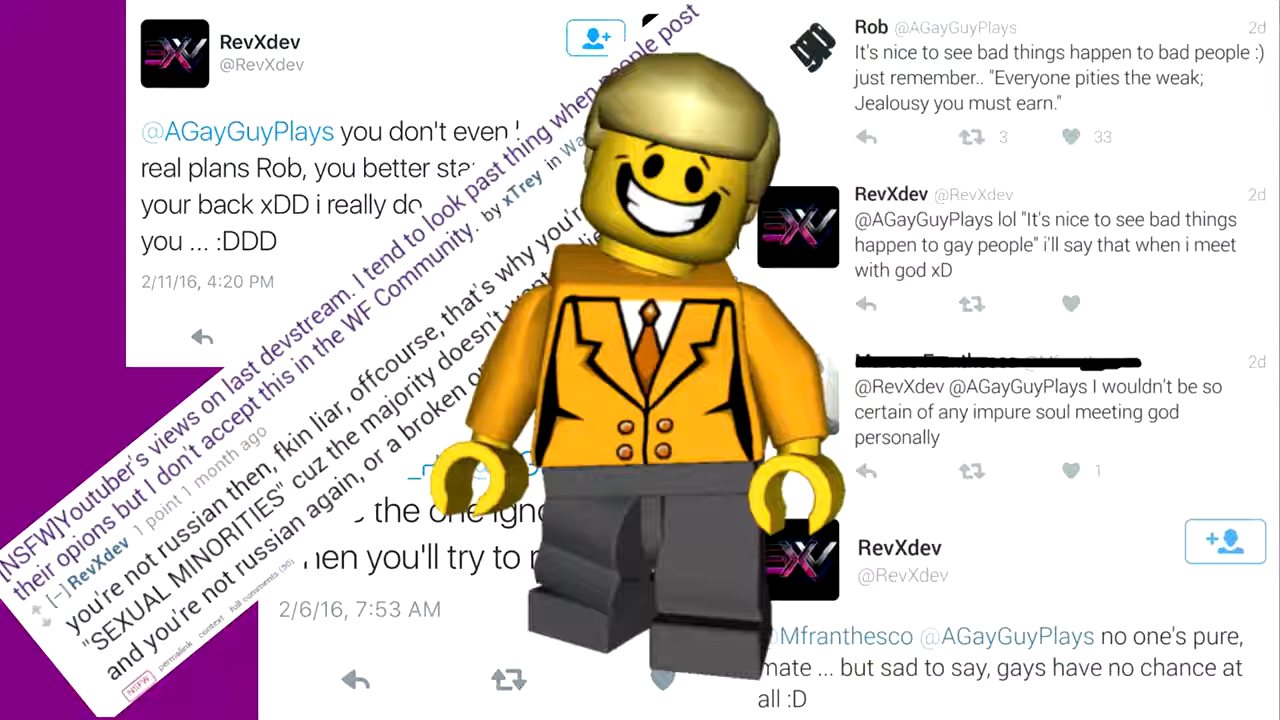 RevXdev
@RevXdev
@AGayGuyPlays you don't even
real plans Rob, you better
your back xDD i really do
you ... :DDD
2/11/16, 4:20 PM
[NSFW]Youtuber's views on last devstream. I tend to look past thing when people post
their opions but I don't accept this in the WF Community. by xTrey in
[–] RevXdev 1 point 1 month ago
you're not russian then, fkin liar, offcourse, that's why you're
"SEXUAL MINORITIES" cuz the majority doesn't want
and you're not russian again, or a broken
NSFW permalink context full comments (90)
the one
then you'll try to
2/6/16, 7:53 AM
Rob @AGayGuyPlays 2d
It's nice to see bad things happen to bad people :)
just remember.. "Everyone pities the weak;
Jealousy you must earn."
3 33
RevXdev @RevXdev 2d
@AGayGuyPlays lol "It's nice to see bad things
happen to gay people" i'll say that when i meet
with god xD
2d
@RevXdev @AGayGuyPlays I wouldn't be so
certain of any impure soul meeting god
personally
1
RevXdev
@RevXdev
@Mfranthesco @AGayGuyPlays no one's pure,
mate ... but sad to say, gays have no chance at
all :D